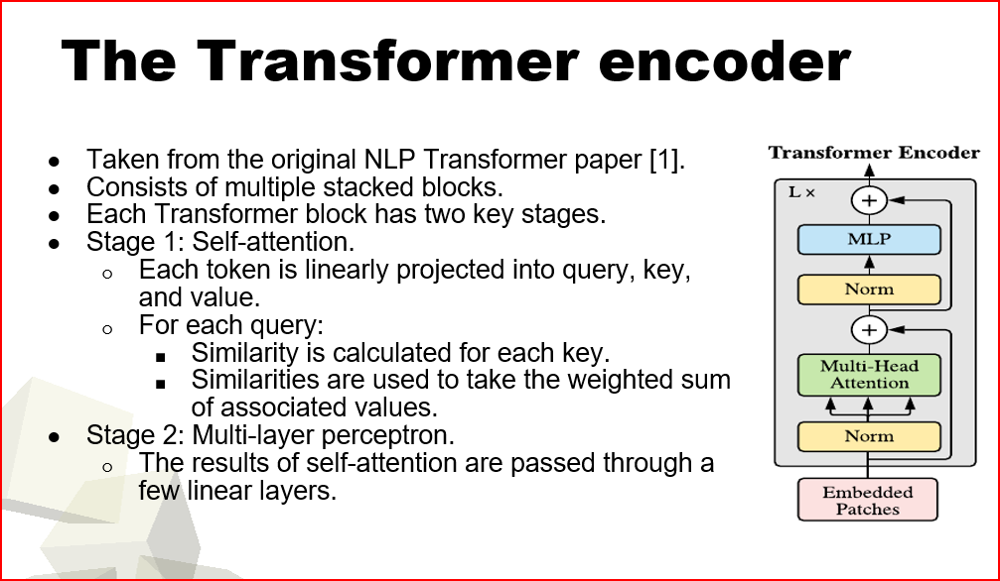 The Transformer encoder
● Taken from the original NLP Transformer paper [1].
● Consists of multiple stacked blocks.
● Each Transformer block has two key stages.
● Stage 1: Self-attention.
○ Each token is linearly projected into query, key,
and value.
○ For each query:
■ Similarity is calculated for each key.
■ Similarities are used to take the weighted sum
of associated values.
● Stage 2: Multi-layer perceptron.
○ The results of self-attention are passed through a
few linear layers.
Transformer Encoder
L ×
+
MLP
Norm
+
Multi-Head
Attention
Norm
Embedded
Patches